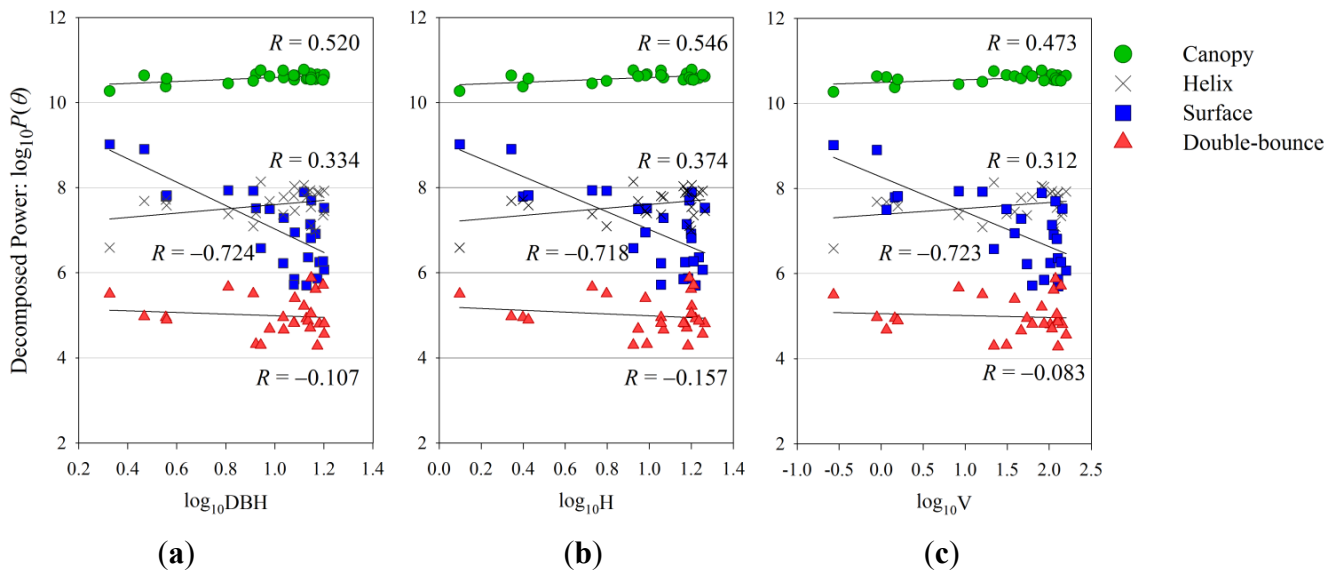 Decomposed Power: log₁₀P(θ)
12
10
8
6
4
2
R = 0.520
R = 0.334
R = −0.724
R = −0.107
0.2 0.4 0.6 0.8 1.0 1.2 1.4
log₁₀DBH
(a)
12
10
8
6
4
2
R = 0.546
R = 0.374
R = −0.718
R = −0.157
0.0 0.2 0.4 0.6 0.8 1.0 1.2 1.4
log₁₀H
(b)
12
10
8
6
4
2
R = 0.473
R = 0.312
R = −0.723
R = −0.083
-1.0 -0.5 0.0 0.5 1.0 1.5 2.0 2.5
log₁₀V
(c)
Canopy
Helix
Surface
Double-bounce